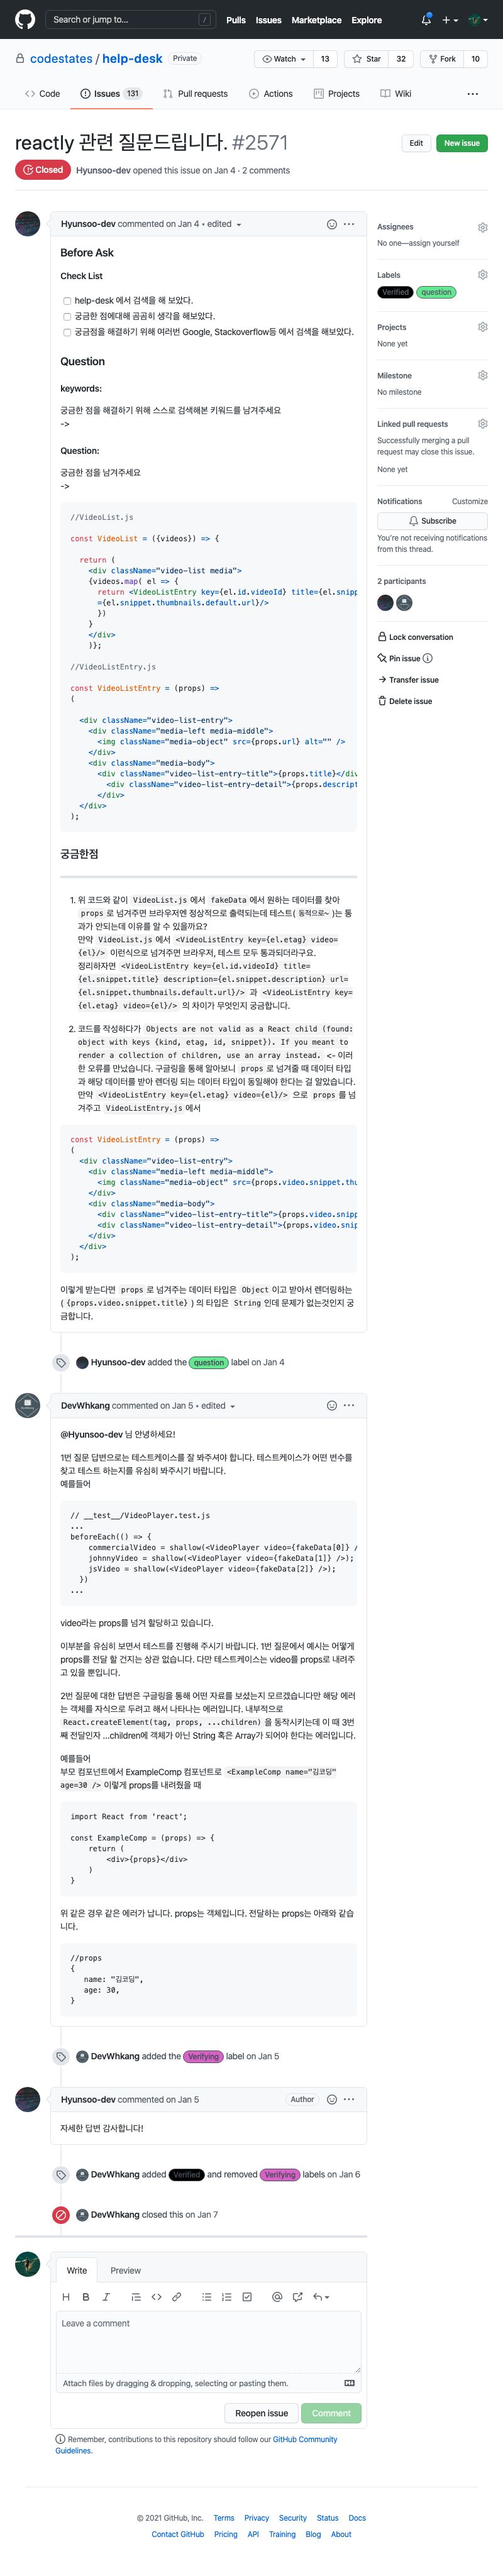 Search or jump to... /
Pulls Issues Marketplace Explore
codestates / help-desk Private
Watch 13 Star 32 Fork 10
Code Issues 131 Pull requests Actions Projects Wiki
reactly 관련 질문드립니다. #2571
Edit New issue
Closed Hyunsoo-dev opened this issue on Jan 4 · 2 comments
Hyunsoo-dev commented on Jan 4 • edited
Before Ask
Check List
help-desk 에서 검색을 해 보았다.
궁금한 점에대해 곰곰히 생각을 해보았다.
궁금점을 해결하기 위해 여러번 Google, Stackoverflow등 에서 검색을 해보았다.
Question
keywords:
궁금한 점을 해결하기 위해 스스로 검색해본 키워드를 남겨주세요
->
Question:
궁금한 점을 남겨주세요
->
//VideoList.js
const VideoList = ({videos}) => {
return (
<div className="video-list media">
{videos.map( el => {
return <VideoListEntry key={el.id.videoId} title={el.snipp
={el.snippet.thumbnails.default.url}/>
})
}
</div>
)};
//VideoListEntry.js
const VideoListEntry = (props) =>
(
<div className="video-list-entry">
<div className="media-left media-middle">
<img className="media-object" src={props.url} alt="" />
</div>
<div className="media-body">
<div className="video-list-entry-title">{props.title}</div
<div className="video-list-entry-detail">{props.descript
</div>
</div>
);
궁금한점
1. 위 코드와 같이 VideoList.js 에서 fakeData 에서 원하는 데이터를 찾아
props 로 넘겨주면 브라우저엔 정상적으로 출력되는데 테스트( 동적으로~ )는 통
과가 안되는데 이유를 알 수 있을까요?
만약 VideoList.js 에서 <VideoListEntry key={el.etag} video=
{el}/> 이런식으로 넘겨주면 브라우저, 테스트 모두 통과되더라구요.
정리하자면 <VideoListEntry key={el.id.videoId} title=
{el.snippet.title} description={el.snippet.description} url=
{el.snippet.thumbnails.default.url}/> 과 <VideoListEntry key=
{el.etag} video={el}/> 의 차이가 무엇인지 궁금합니다.
2. 코드를 작성하다가 Objects are not valid as a React child (found:
object with keys {kind, etag, id, snippet}). If you meant to
render a collection of children, use an array instead. <- 이러
한 오류를 만났습니다. 구글링을 통해 알아보니 props 로 넘겨줄 때 데이터 타입
과 해당 데이터를 받아 렌더링 되는 데이터 타입이 동일해야 한다는 걸 알았습니다.
만약 <VideoListEntry key={el.etag} video={el}/> 으로 props 를 넘
겨주고 VideoListEntry.js 에서
const VideoListEntry = (props) =>
(
<div className="video-list-entry">
<div className="media-left media-middle">
<img className="media-object" src={props.video.snippet.thu
</div>
<div className="media-body">
<div className="video-list-entry-title">{props.video.snipp
<div className="video-list-entry-detail">{props.video.snip
</div>
</div>
);
이렇게 받는다면 props 로 넘겨주는 데이터 타입은 Object 이고 받아서 렌더링하는
( {props.video.snippet.title} ) 의 타입은 String 인데 문제가 없는것인지 궁
금합니다.
Hyunsoo-dev added the question label on Jan 4
DevWhkang commented on Jan 5 • edited
@Hyunsoo-dev 님 안녕하세요!
1번 질문 답변으로는 테스트케이스를 잘 봐주셔야 합니다. 테스트케이스가 어떤 변수를
찾고 테스트 하는지를 유심히 봐주시기 바랍니다.
예를들어
// __test__/VideoPlayer.test.js
...
beforeEach(() => {
commercialVideo = shallow(<VideoPlayer video={fakeData[0]} /
johnnyVideo = shallow(<VideoPlayer video={fakeData[1]} />);
jsVideo = shallow(<VideoPlayer video={fakeData[2]} />);
})
...
video라는 props를 넘겨 할당하고 있습니다.
이부분을 유심히 보면서 테스트를 진행해 주시기 바랍니다. 1번 질문에서 예시는 어떻게
props를 전달 할 건지는 상관 없습니다. 다만 테스트케이스는 video를 props로 내려주
고 있을 뿐입니다.
2번 질문에 대한 답변은 구글링을 통해 어떤 자료를 보셨는지 모르겠습니다만 해당 에러
는 객체를 자식으로 두려고 해서 나타나는 에러입니다. 내부적으로
React.createElement(tag, props, ...children) 을 동작시키는데 이 때 3번
째 전달인자 ...children에 객체가 아닌 String 혹은 Array가 되어야 한다는 에러입니다.
예를들어
부모 컴포넌트에서 ExampleComp 컴포넌트로 <ExampleComp name="김코딩"
age=30 /> 이렇게 props를 내려줬을 때
import React from 'react';
const ExampleComp = (props) => {
return (
<div>{props}</div>
)
}
위 같은 경우 같은 에러가 납니다. props는 객체입니다. 전달하는 props는 아래와 같습니
다.
//props
{
name: "김코딩",
age: 30,
}
DevWhkang added the Verifying label on Jan 5
Hyunsoo-dev commented on Jan 5 Author
자세한 답변 감사합니다!
DevWhkang added Verified and removed Verifying labels on Jan 6
DevWhkang closed this on Jan 7
Write Preview
Leave a comment
Attach files by dragging & dropping, selecting or pasting them.
Reopen issue Comment
Remember, contributions to this repository should follow our GitHub Community
Guidelines.
Assignees
No one—assign yourself
Labels
Verified question
Projects
None yet
Milestone
No milestone
Linked pull requests
Successfully merging a pull
request may close this issue.
None yet
Notifications Customize
Subscribe
You're not receiving notifications
from this thread.
2 participants
Lock conversation
Pin issue
Transfer issue
Delete issue
© 2021 GitHub, Inc. Terms Privacy Security Status Docs
Contact GitHub Pricing API Training Blog About